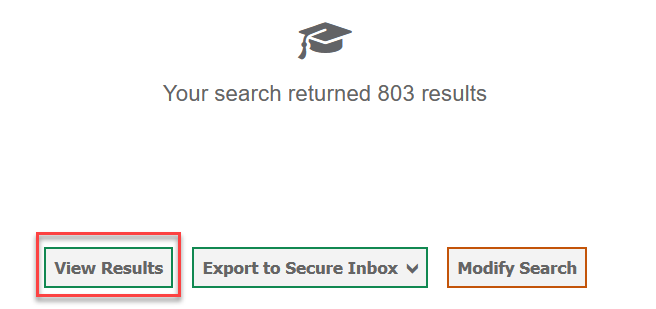 Your search returned 803 results
View Results Export to Secure Inbox Modify Search